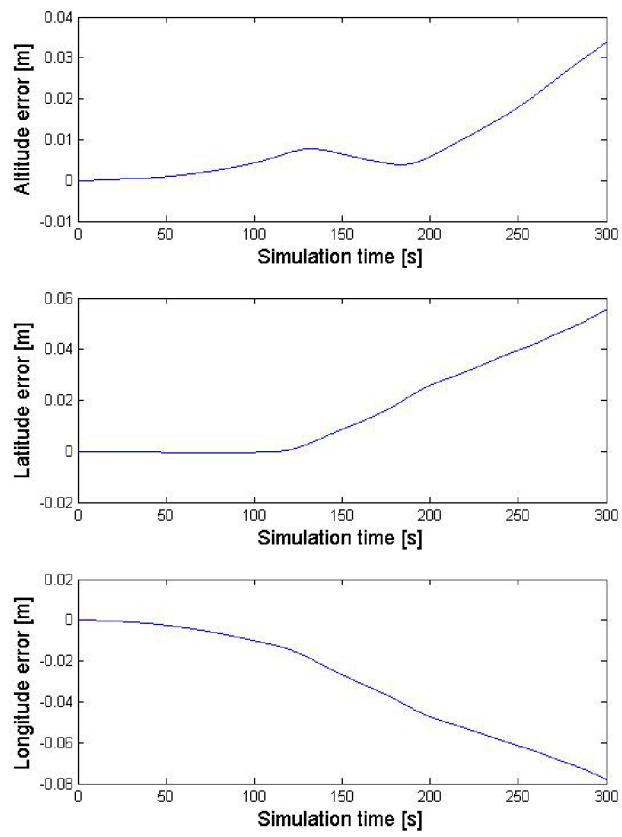 0.04
0.03
0.02
0.01
0
-0.01
Altitude error [m]
0 50 100 150 200 250 300
Simulation time [s]
0.06
0.04
0.02
0
-0.02
Latitude error [m]
0 50 100 150 200 250 300
Simulation time [s]
0.02
0
-0.02
-0.04
-0.06
-0.08
Longitude error [m]
0 50 100 150 200 250 300
Simulation time [s]